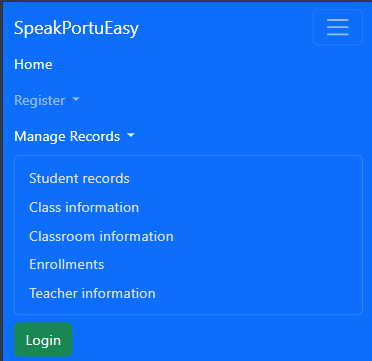 SpeakPortuEasy
Home
Register
Manage Records
Student records
Class information
Classroom information
Enrollments
Teacher information
Login